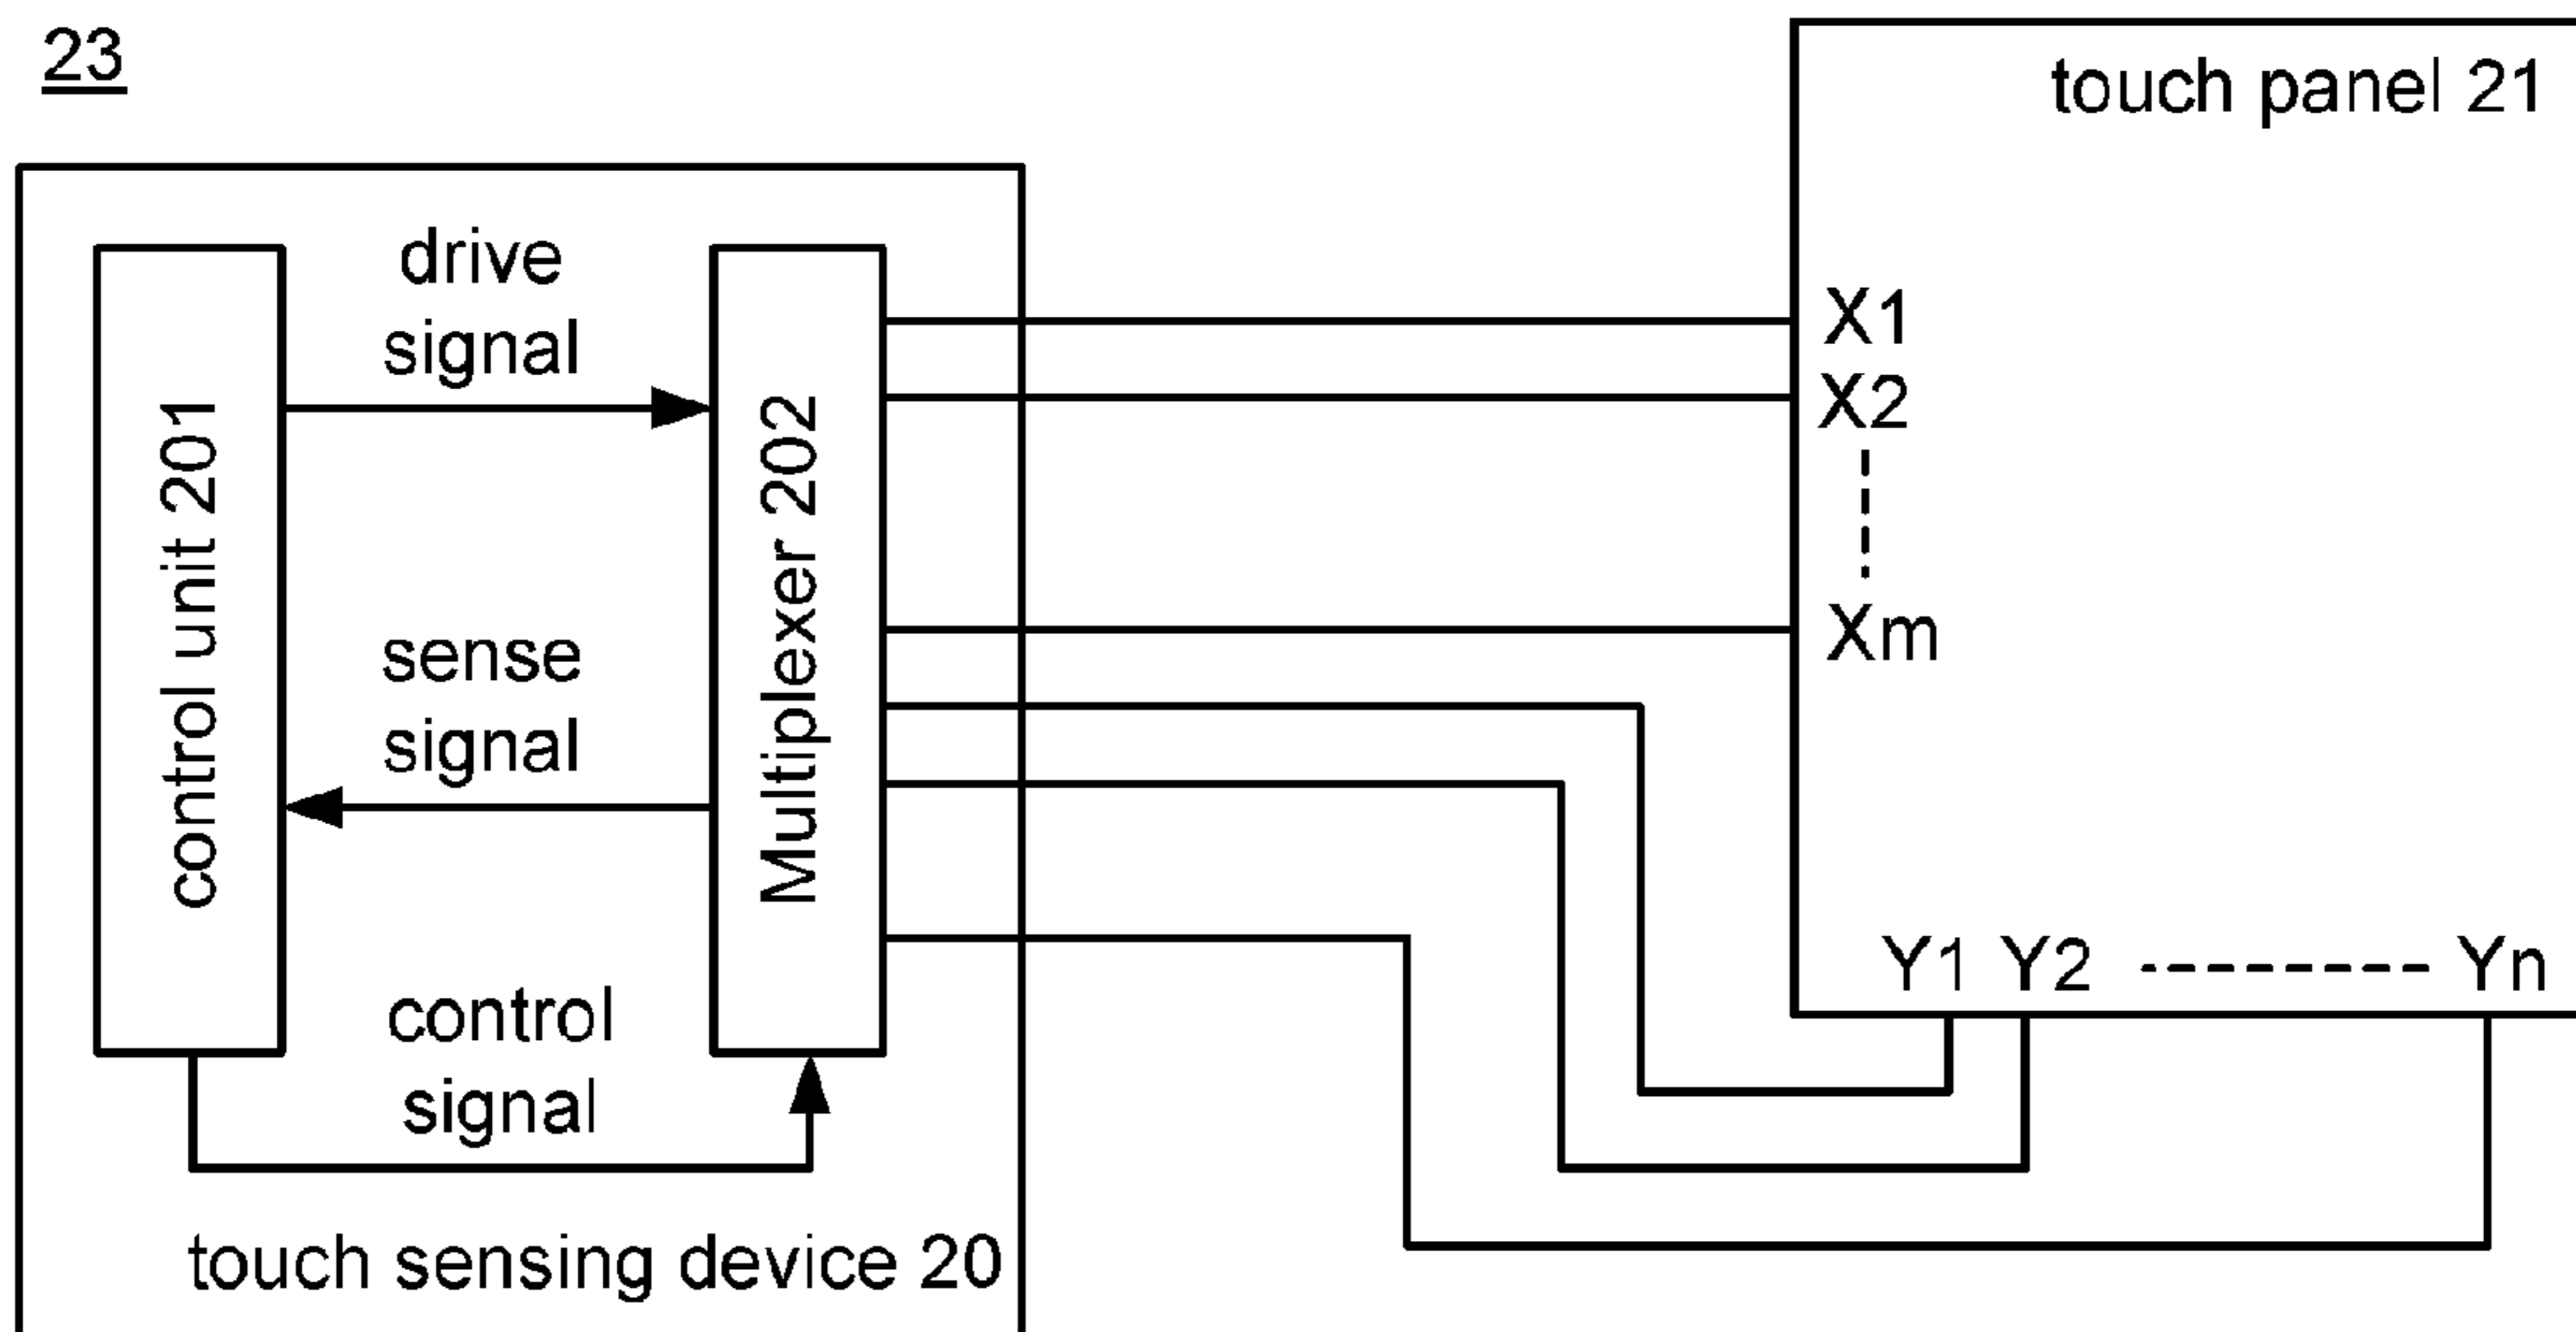 23
touch panel 21
drive
signal
control unit 201
Multiplexer 202
X1
X2
Xm
sense
signal
Y1 Y2 Yn
control
signal
touch sensing device 20